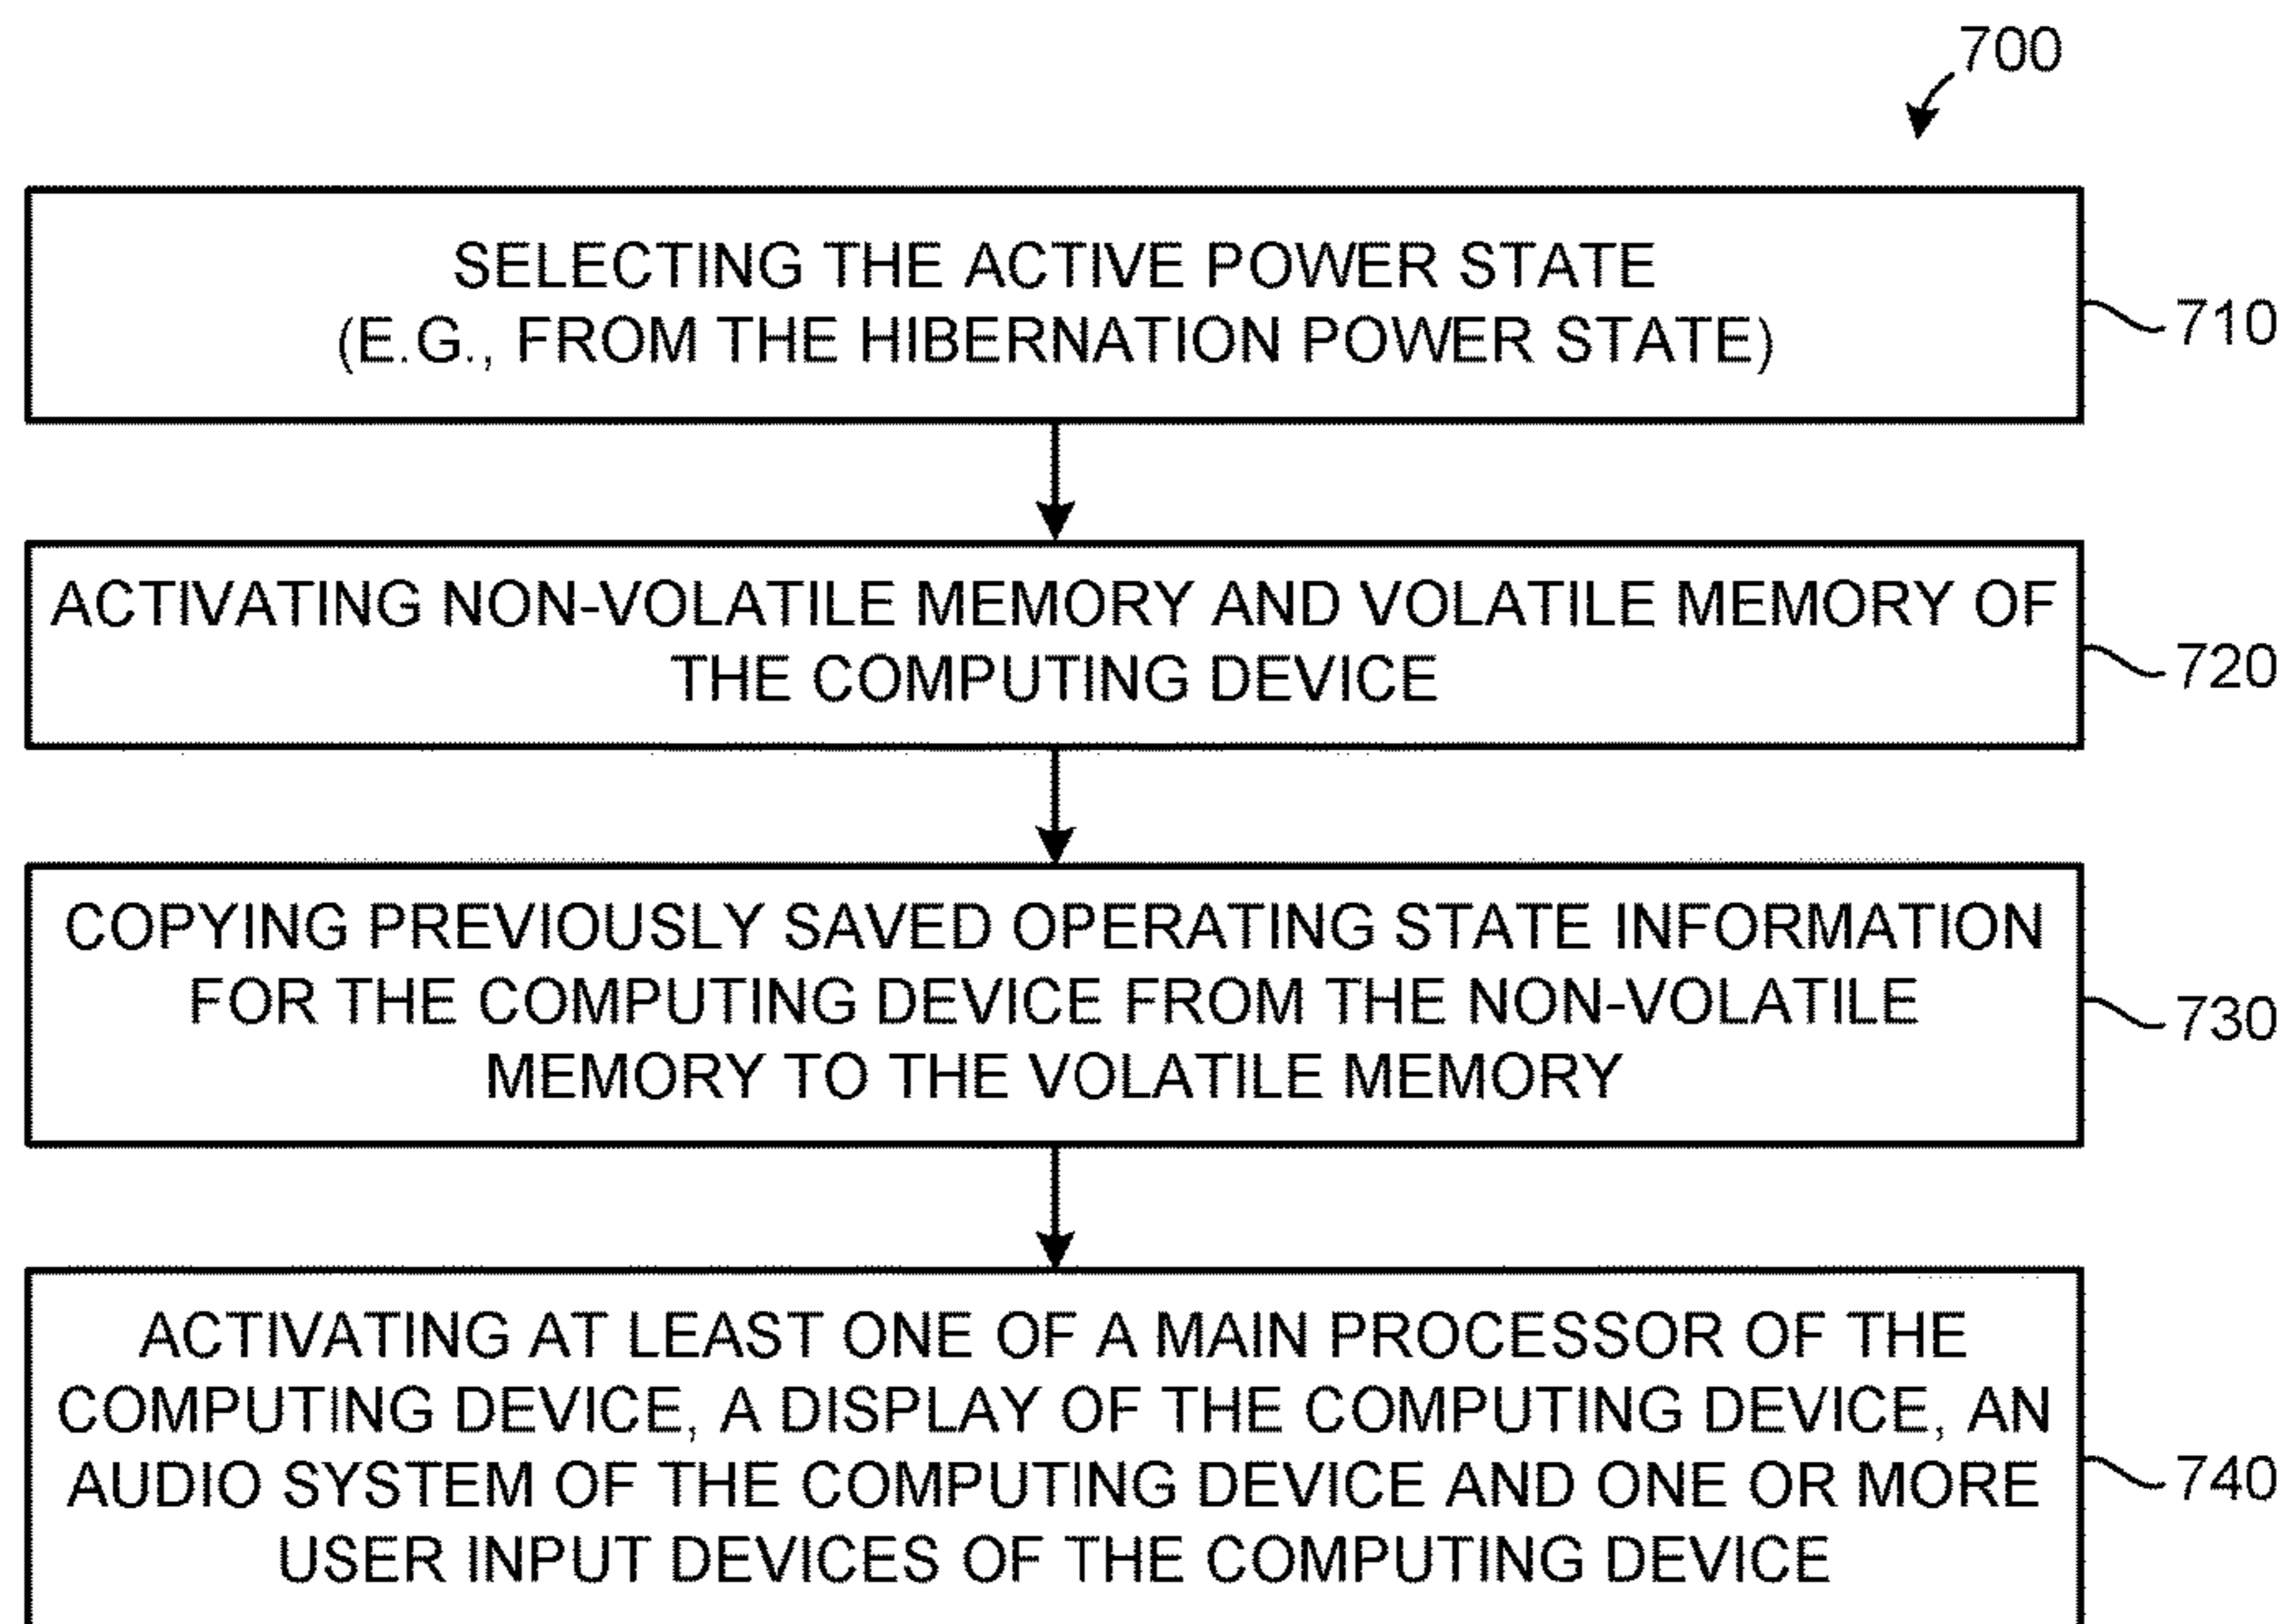 700
SELECTING THE ACTIVE POWER STATE
(E.G., FROM THE HIBERNATION POWER STATE)
710
ACTIVATING NON-VOLATILE MEMORY AND VOLATILE MEMORY OF
THE COMPUTING DEVICE
720
COPYING PREVIOUSLY SAVED OPERATING STATE INFORMATION
FOR THE COMPUTING DEVICE FROM THE NON-VOLATILE
MEMORY TO THE VOLATILE MEMORY
730
ACTIVATING AT LEAST ONE OF A MAIN PROCESSOR OF THE
COMPUTING DEVICE, A DISPLAY OF THE COMPUTING DEVICE, AN
AUDIO SYSTEM OF THE COMPUTING DEVICE AND ONE OR MORE
USER INPUT DEVICES OF THE COMPUTING DEVICE
740